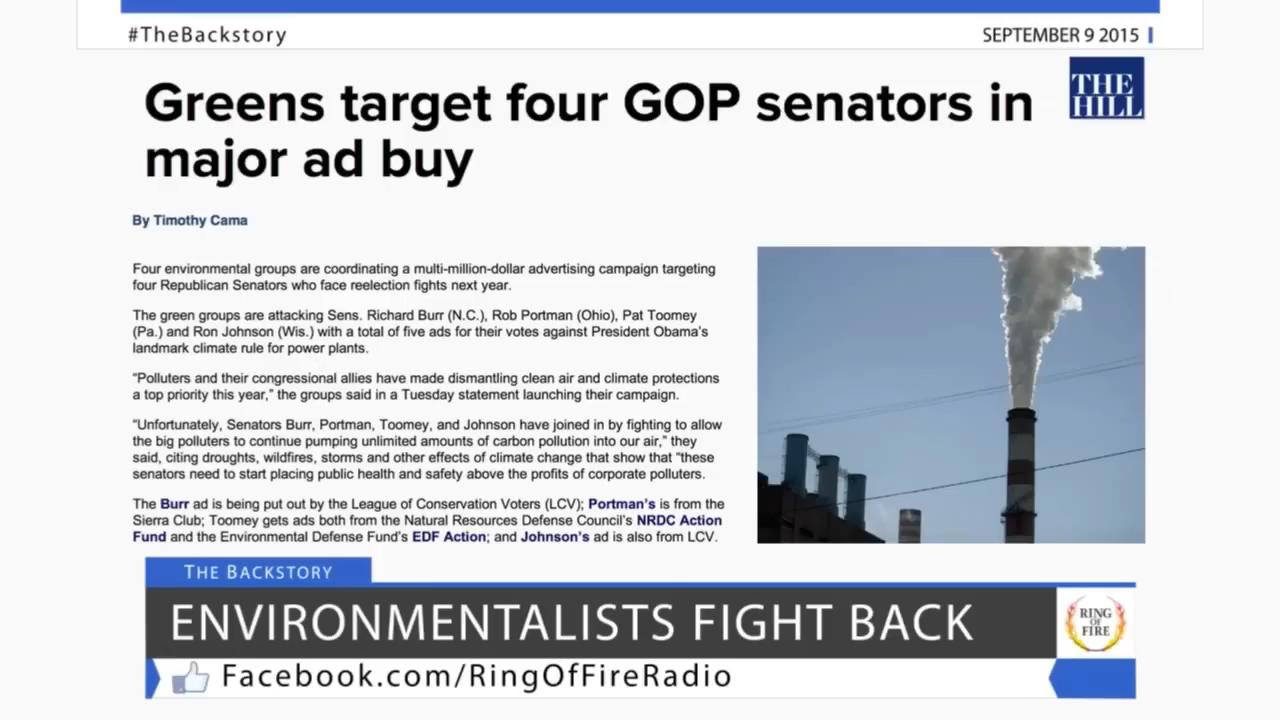 #TheBackstory
SEPTEMBER 9 2015
Greens target four GOP senators in
major ad buy
THE
HILL
By Timothy Cama
Four environmental groups are coordinating a multi-million-dollar advertising campaign targeting
four Republican Senators who face reelection fights next year.
The green groups are attacking Sens. Richard Burr (N.C.), Rob Portman (Ohio), Pat Toomey
(Pa.) and Ron Johnson (Wis.) with a total of five ads for their votes against President Obama's
landmark climate rule for power plants.
“Polluters and their congressional allies have made dismantling clean air and climate protections
a top priority this year,” the groups said in a Tuesday statement launching their campaign.
“Unfortunately, Senators Burr, Portman, Toomey, and Johnson have joined in by fighting to allow
the big polluters to continue pumping unlimited amounts of carbon pollution into our air,” they
said, citing droughts, wildfires, storms and other effects of climate change that show that “these
senators need to start placing public health and safety above the profits of corporate polluters.
The Burr ad is being put out by the League of Conservation Voters (LCV); Portman's is from the
Sierra Club; Toomey gets ads both from the Natural Resources Defense Council's NRDC Action
Fund and the Environmental Defense Fund's EDF Action; and Johnson's ad is also from LCV.
THE BACKSTORY
ENVIRONMENTALISTS FIGHT BACK
RING
OF
FIRE
Facebook.com/RingOfFireRadio